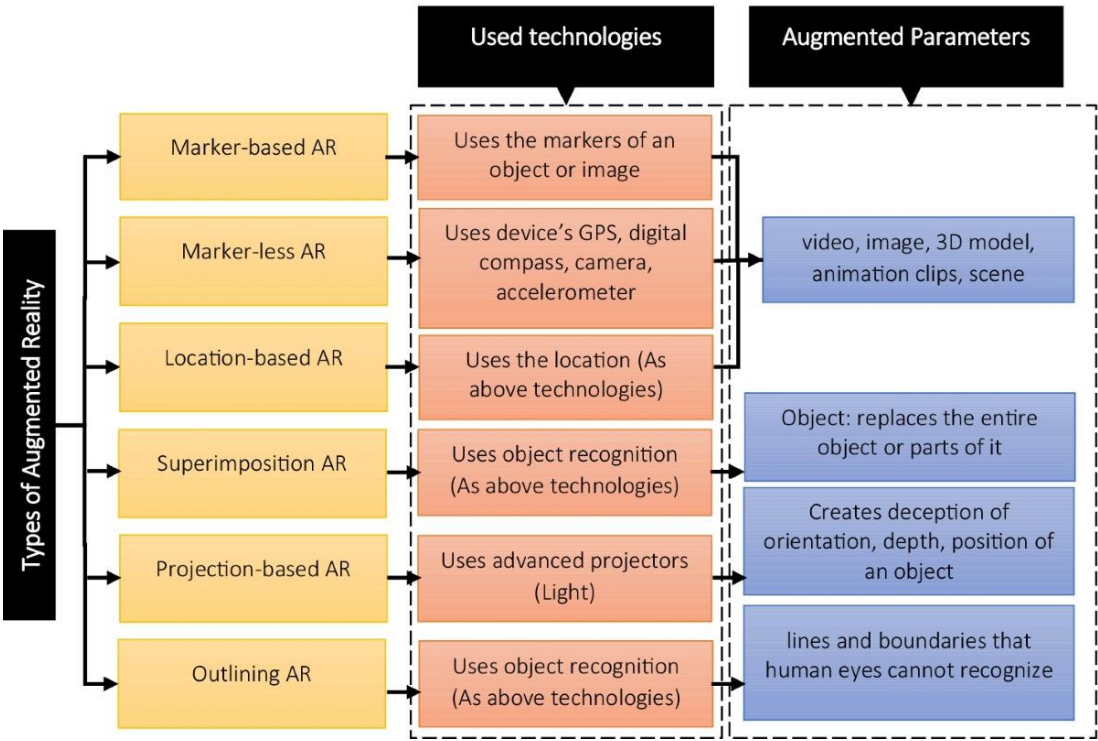 Used technologies
Augmented Parameters
Types of Augmented Reality
Marker-based AR
Uses the markers of an
object or image
Marker-less AR
Uses device’s GPS, digital
compass, camera,
accelerometer
video, image, 3D model,
animation clips, scene
Location-based AR
Uses the location (As
above technologies)
Superimposition AR
Uses object recognition
(As above technologies)
Object: replaces the entire
object or parts of it
Projection-based AR
Uses advanced projectors
(Light)
Creates deception of
orientation, depth, position of
an object
Outlining AR
Uses object recognition
(As above technologies)
lines and boundaries that
human eyes cannot recognize